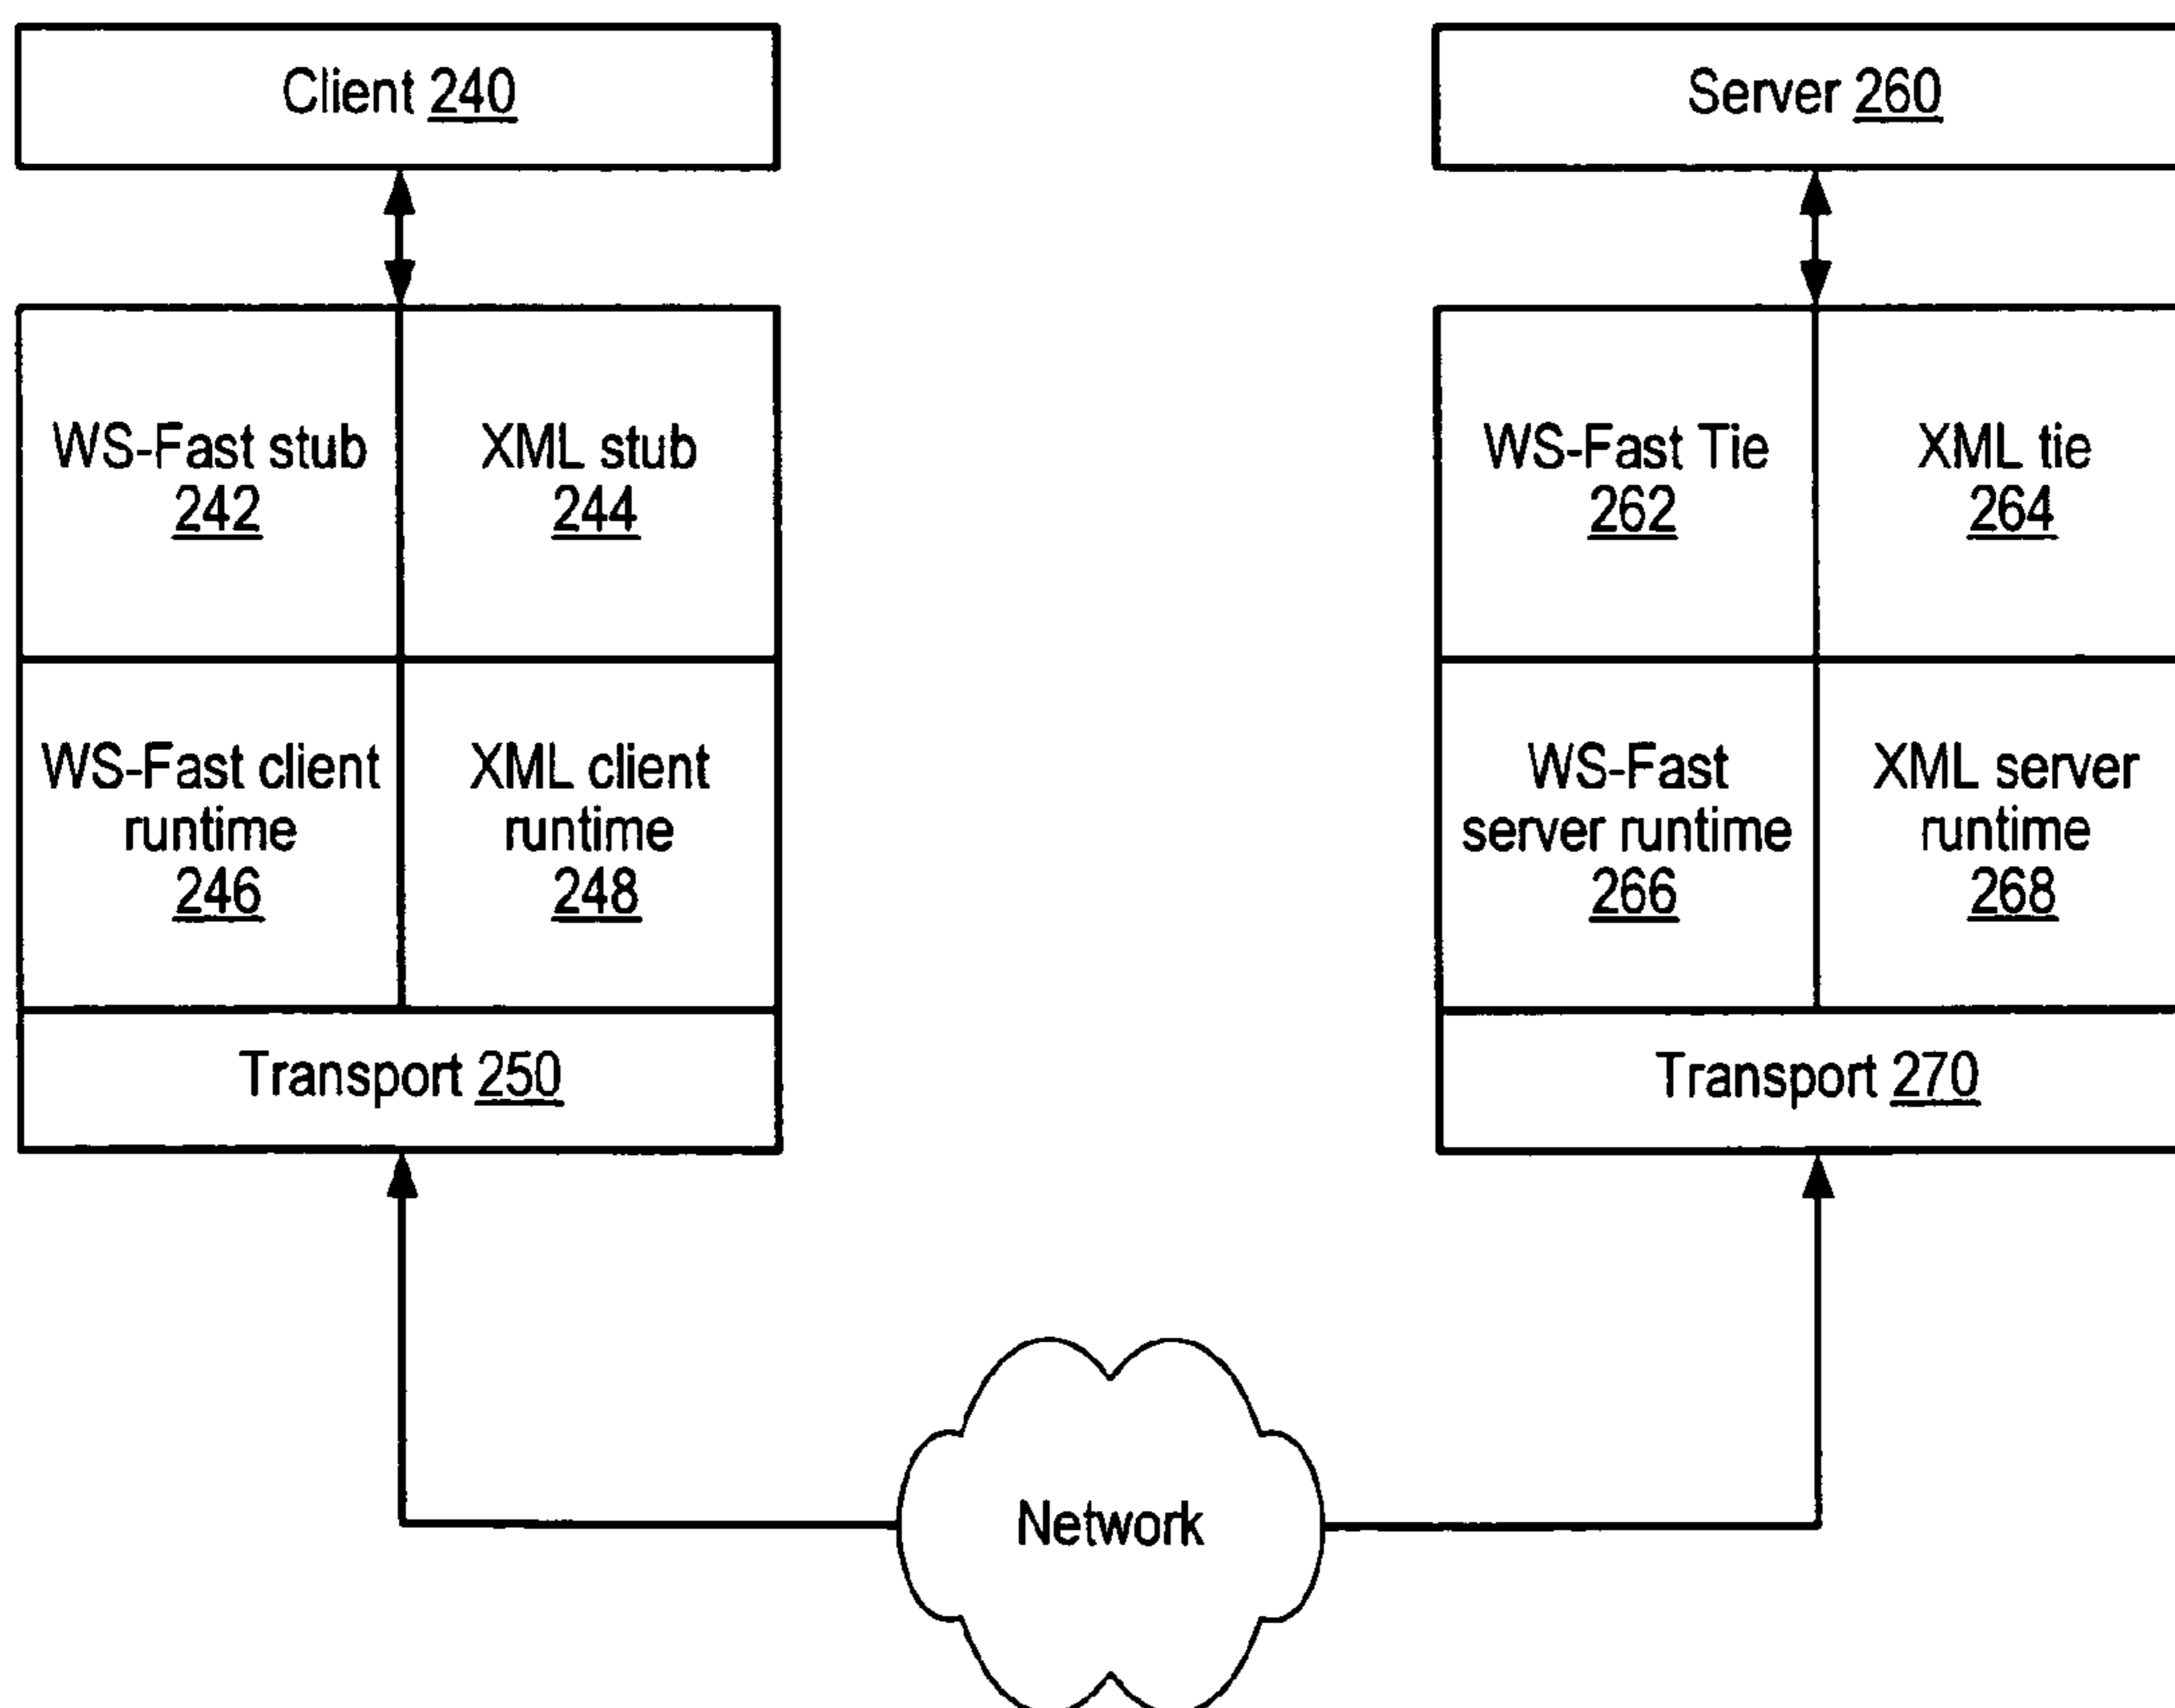 Client 240
Server 260
WS-Fast stub
242
XML stub
244
WS-Fast Tie
262
XML tie
264
WS-Fast client
runtime
246
XML client
runtime
248
WS-Fast
server runtime
266
XML server
runtime
268
Transport 250
Transport 270
Network